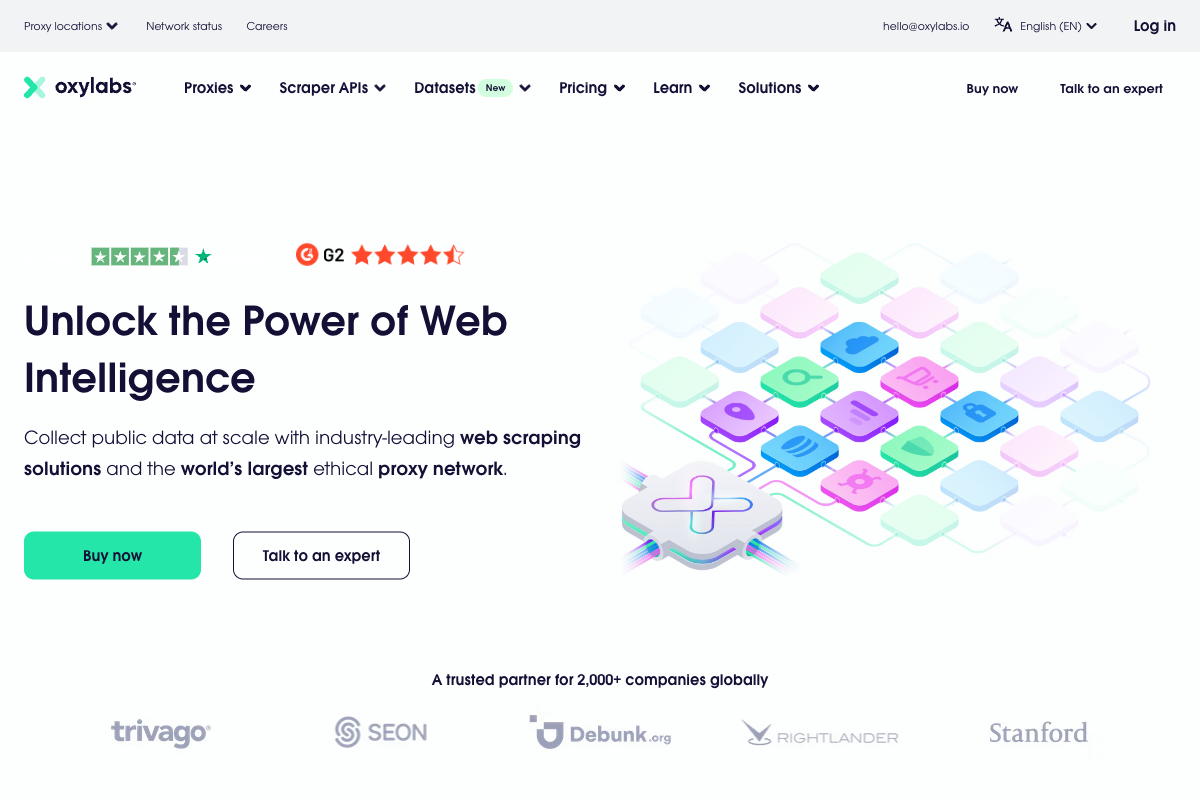 Proxy locations
Network status
Careers
hello@oxylabs.io
English (EN)
Log in
oxylabs
Proxies
Scraper APIs
Datasets New
Pricing
Learn
Solutions
Buy now
Talk to an expert
G2
Unlock the Power of Web
Intelligence
Collect public data at scale with industry-leading web scraping
solutions and the world’s largest ethical proxy network.
Buy now
Talk to an expert
A trusted partner for 2,000+ companies globally
trivago
SEON
Debunk.org
RIGHTLANDER
Stanford